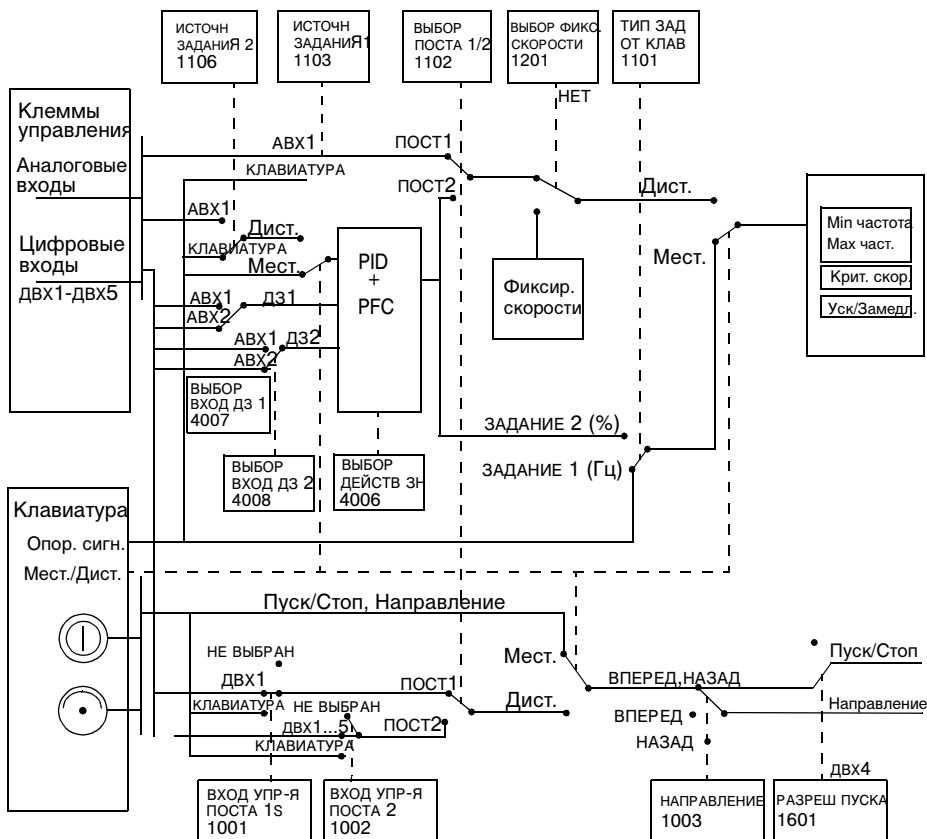 ИСТОЧН
ЗАДАНИЯ 2
1106
ИСТОЧН
ЗАДАНИЯ1
1103
ВЫБОР
ПОСТА 1/2
1102
ВЫБОР ФИКС.
СКОРОСТИ
1201
ТИП ЗАД
ОТ КЛАВ
1101
НЕТ
Клеммы
управления
Аналоговые
входы
Цифровые
входы
ДВХ1-ДВХ5
АВХ1
ПОСТ1
КЛАВИАТУРА
ПОСТ2
АВХ1
Дист.
КЛАВИАТУРА
Мест.
АВХ1
АВХ2
ДЗ1
АВХ1
АВХ2
ДЗ2
PID
+
PFC
Фиксир.
скорости
Дист.
Мест.
Min частота
Max част.
Крит. скор.
Уск/Замедл.
ВЫБОР
ВХОД ДЗ 1
4007
ВЫБОР
ВХОД ДЗ 2
4008
ВЫБОР
ДЕЙСТВ ЗН
4006
ЗАДАНИЕ 2 (%)
ЗАДАНИЕ 1 (Гц)
Клавиатура
Опор. сигн.
Мест./Дист.
Пуск/Стоп, Направление
НЕ ВЫБРАН
ДВХ1
КЛАВИАТУРА
НЕ ВЫБРАН
ДВХ1...5
КЛАВИАТУРА
ПОСТ1
ПОСТ2
Мест.
Дист.
ВПЕРЕД,НАЗАД
ВПЕРЕД
НАЗАД
Пуск/Стоп
Направление
ДВХ4
ВХОД УПР-Я
ПОСТА 1S
1001
ВХОД УПР-Я
ПОСТА 2
1002
НАПРАВЛЕНИЕ
1003
РАЗРЕШ ПУСКА
1601